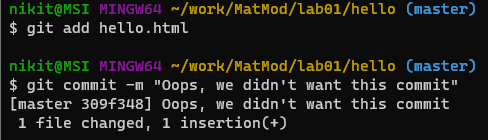 nikit@MSI MINGW64 ~/work/MatMod/lab01/hello (master)
$ git add hello.html
nikit@MSI MINGW64 ~/work/MatMod/lab01/hello (master)
$ git commit -m "Oops, we didn't want this commit"
[master 309f348] Oops, we didn't want this commit
 1 file changed, 1 insertion(+)